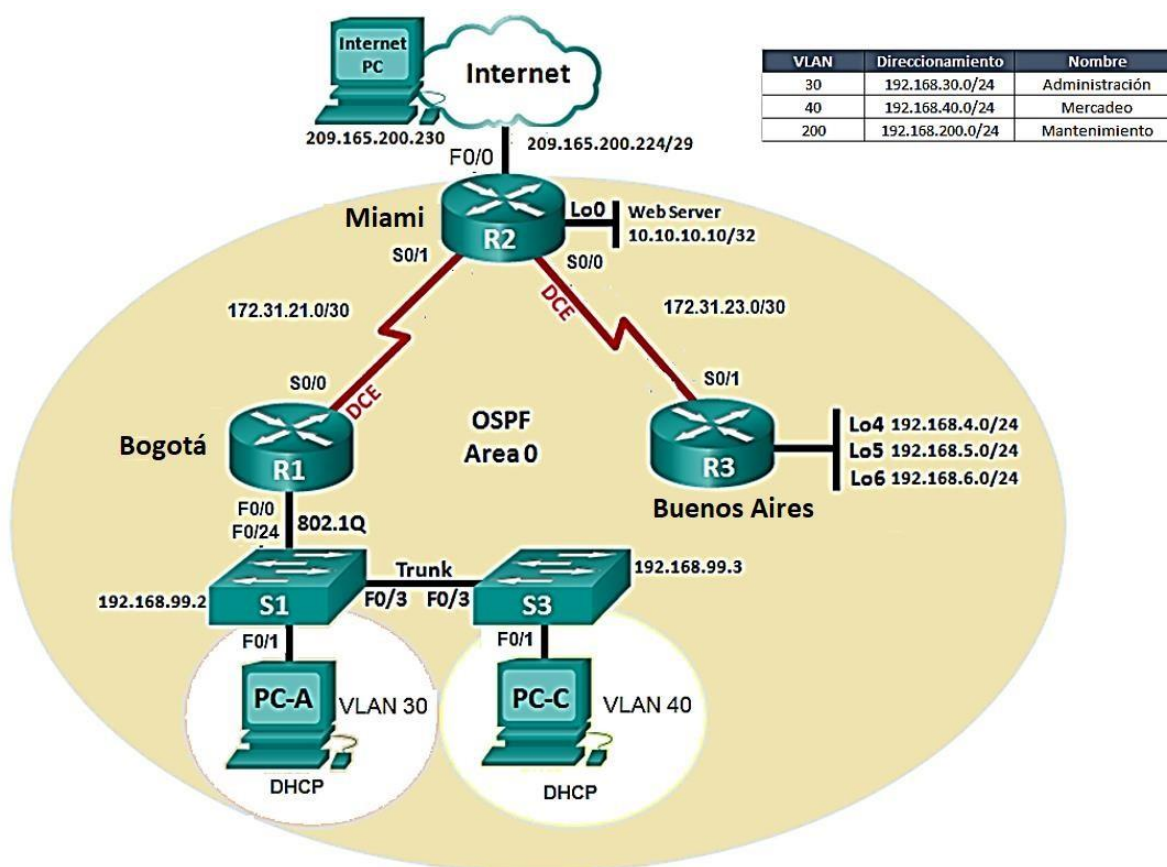 Internet
PC
Internet
209.165.200.230
209.165.200.224/29
F0/0
VLAN Direccionamiento Nombre
30 192.168.30.0/24 Administración
40 192.168.40.0/24 Mercadeo
200 192.168.200.0/24 Mantenimiento
Miami
R2
Lo0
Web Server
10.10.10.10/32
S0/1
S0/0
DCE
172.31.21.0/30
172.31.23.0/30
S0/0
DCE
S0/1
Bogotá
R1
OSPF
Area 0
R3
Buenos Aires
Lo4 192.168.4.0/24
Lo5 192.168.5.0/24
Lo6 192.168.6.0/24
F0/0
F0/24
802.1Q
192.168.99.2
S1
Trunk
F0/3 F0/3
S3
192.168.99.3
F0/1
F0/1
PC-A
VLAN 30
DHCP
PC-C
VLAN 40
DHCP